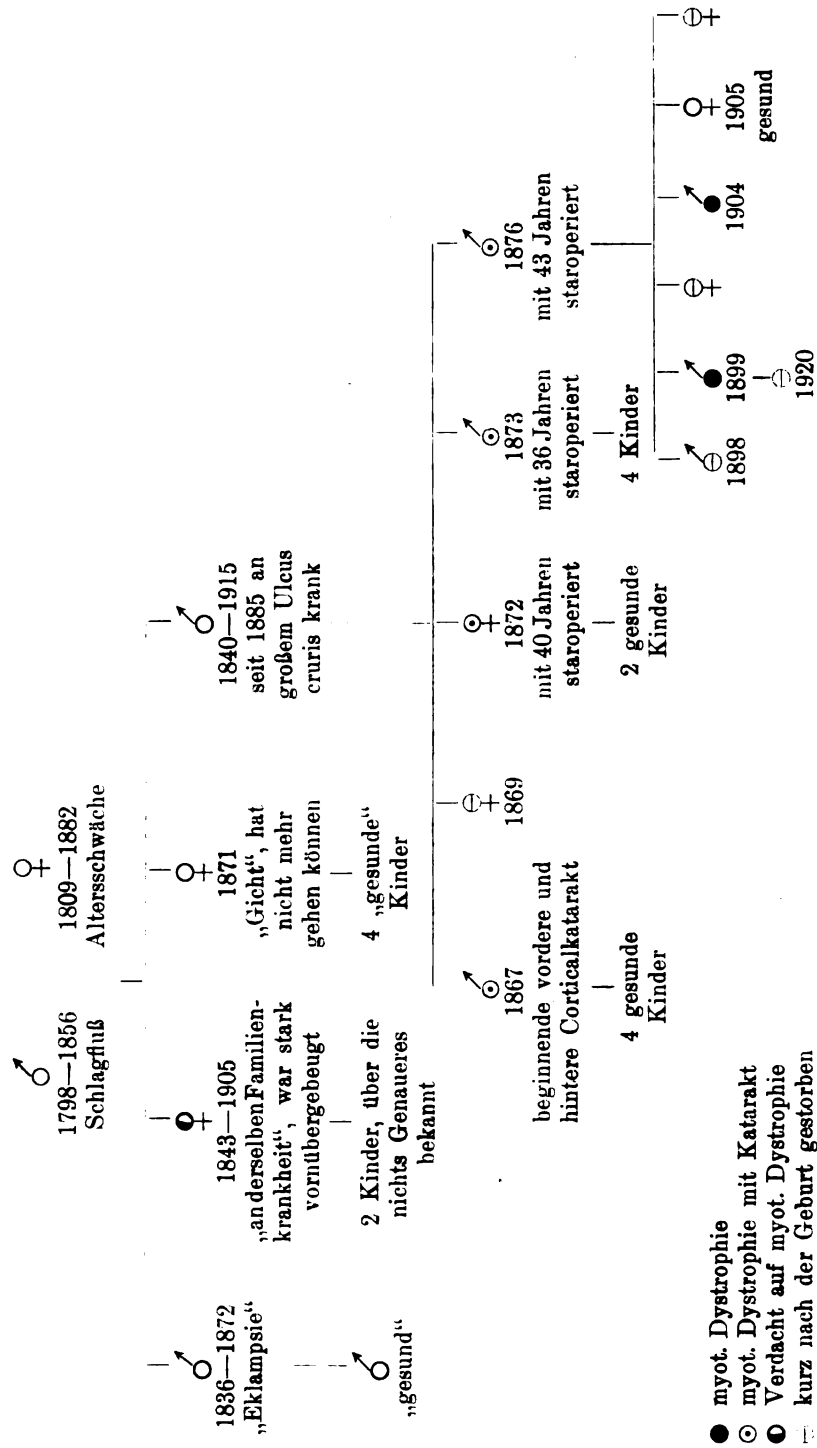 1798—1856
Schlagfluß
1809—1882
Altersschwäche
1836—1872
„Eklampsie“
„gesund“
1843—1905
„anderselben Familien-
krankheit“, war stark
vornübergebeugt
2 Kinder, über die
nichts Genaueres
bekannt
1871
„Gicht“, hat
nicht mehr
gehen können
4 „gesunde“
Kinder
1840—1915
seit 1885 an
großem Ulcus
cruris krank
1867
beginnende vordere und
hintere Corticalkatarakt
4 gesunde
Kinder
1869
1872
mit 40 Jahren
staroperiert
2 gesunde
Kinder
1873
mit 36 Jahren
staroperiert
4 Kinder
1876
mit 43 Jahren
staroperiert
1898
1899
1920
1904
1905
gesund
myot. Dystrophie
myot. Dystrophie mit Katarakt
Verdacht auf myot. Dystrophie
kurz nach der Geburt gestorben